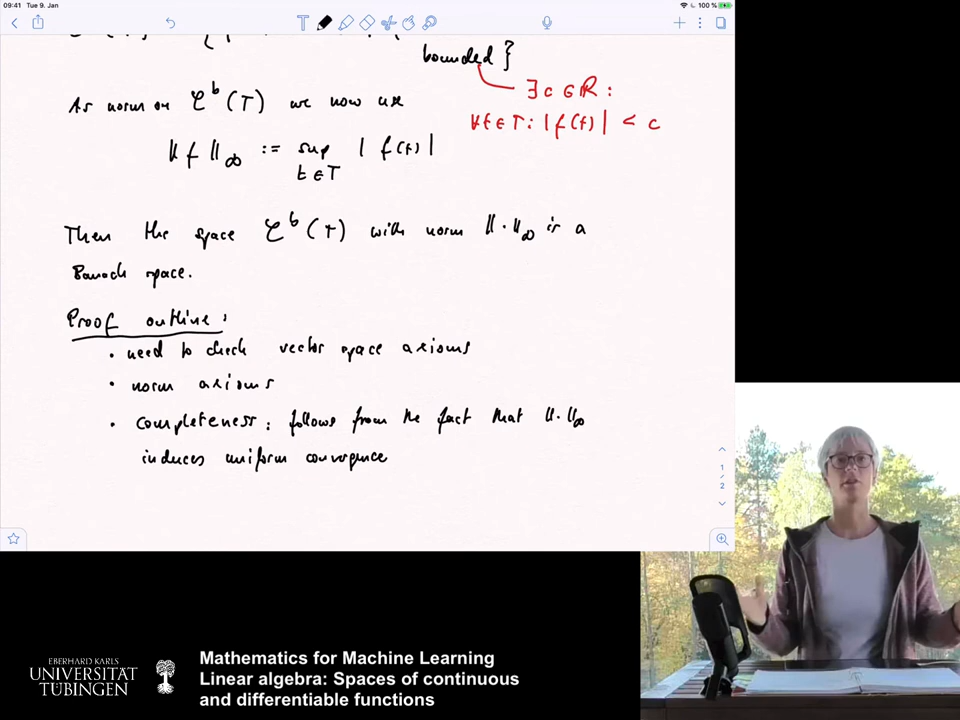 09:41 Tue 9. Jan
100 %
bounded }
∃ c ∈ ℝ :
As norm on 𝒞ᵇ(T) we now use
∀t ∈ T: |f(t)| < c
‖f‖∞ := sup |f(t)|
t ∈ T
Then the space 𝒞ᵇ(T) with norm ‖·‖∞ is a
Banach space.
Proof outline:
• need to check vector space axioms
• norm axioms
• completeness: follows from the fact that ‖·‖∞
induces uniform convergence
1
/
2
EBERHARD KARLS
UNIVERSITÄT
TÜBINGEN
Mathematics for Machine Learning
Linear algebra: Spaces of continuous
and differentiable functions